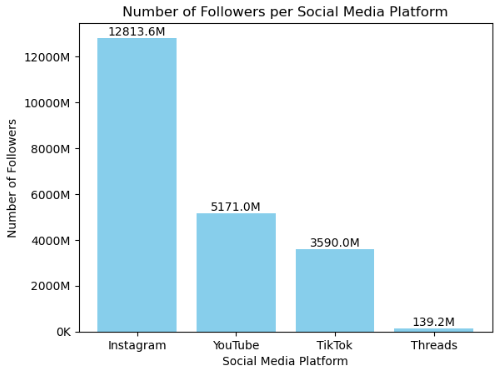 Number of Followers per Social Media Platform
12813.6M
12000M
10000M
8000M
6000M
5171.0M
4000M
3590.0M
2000M
139.2M
0K
Number of Followers
Instagram YouTube TikTok Threads
Social Media Platform